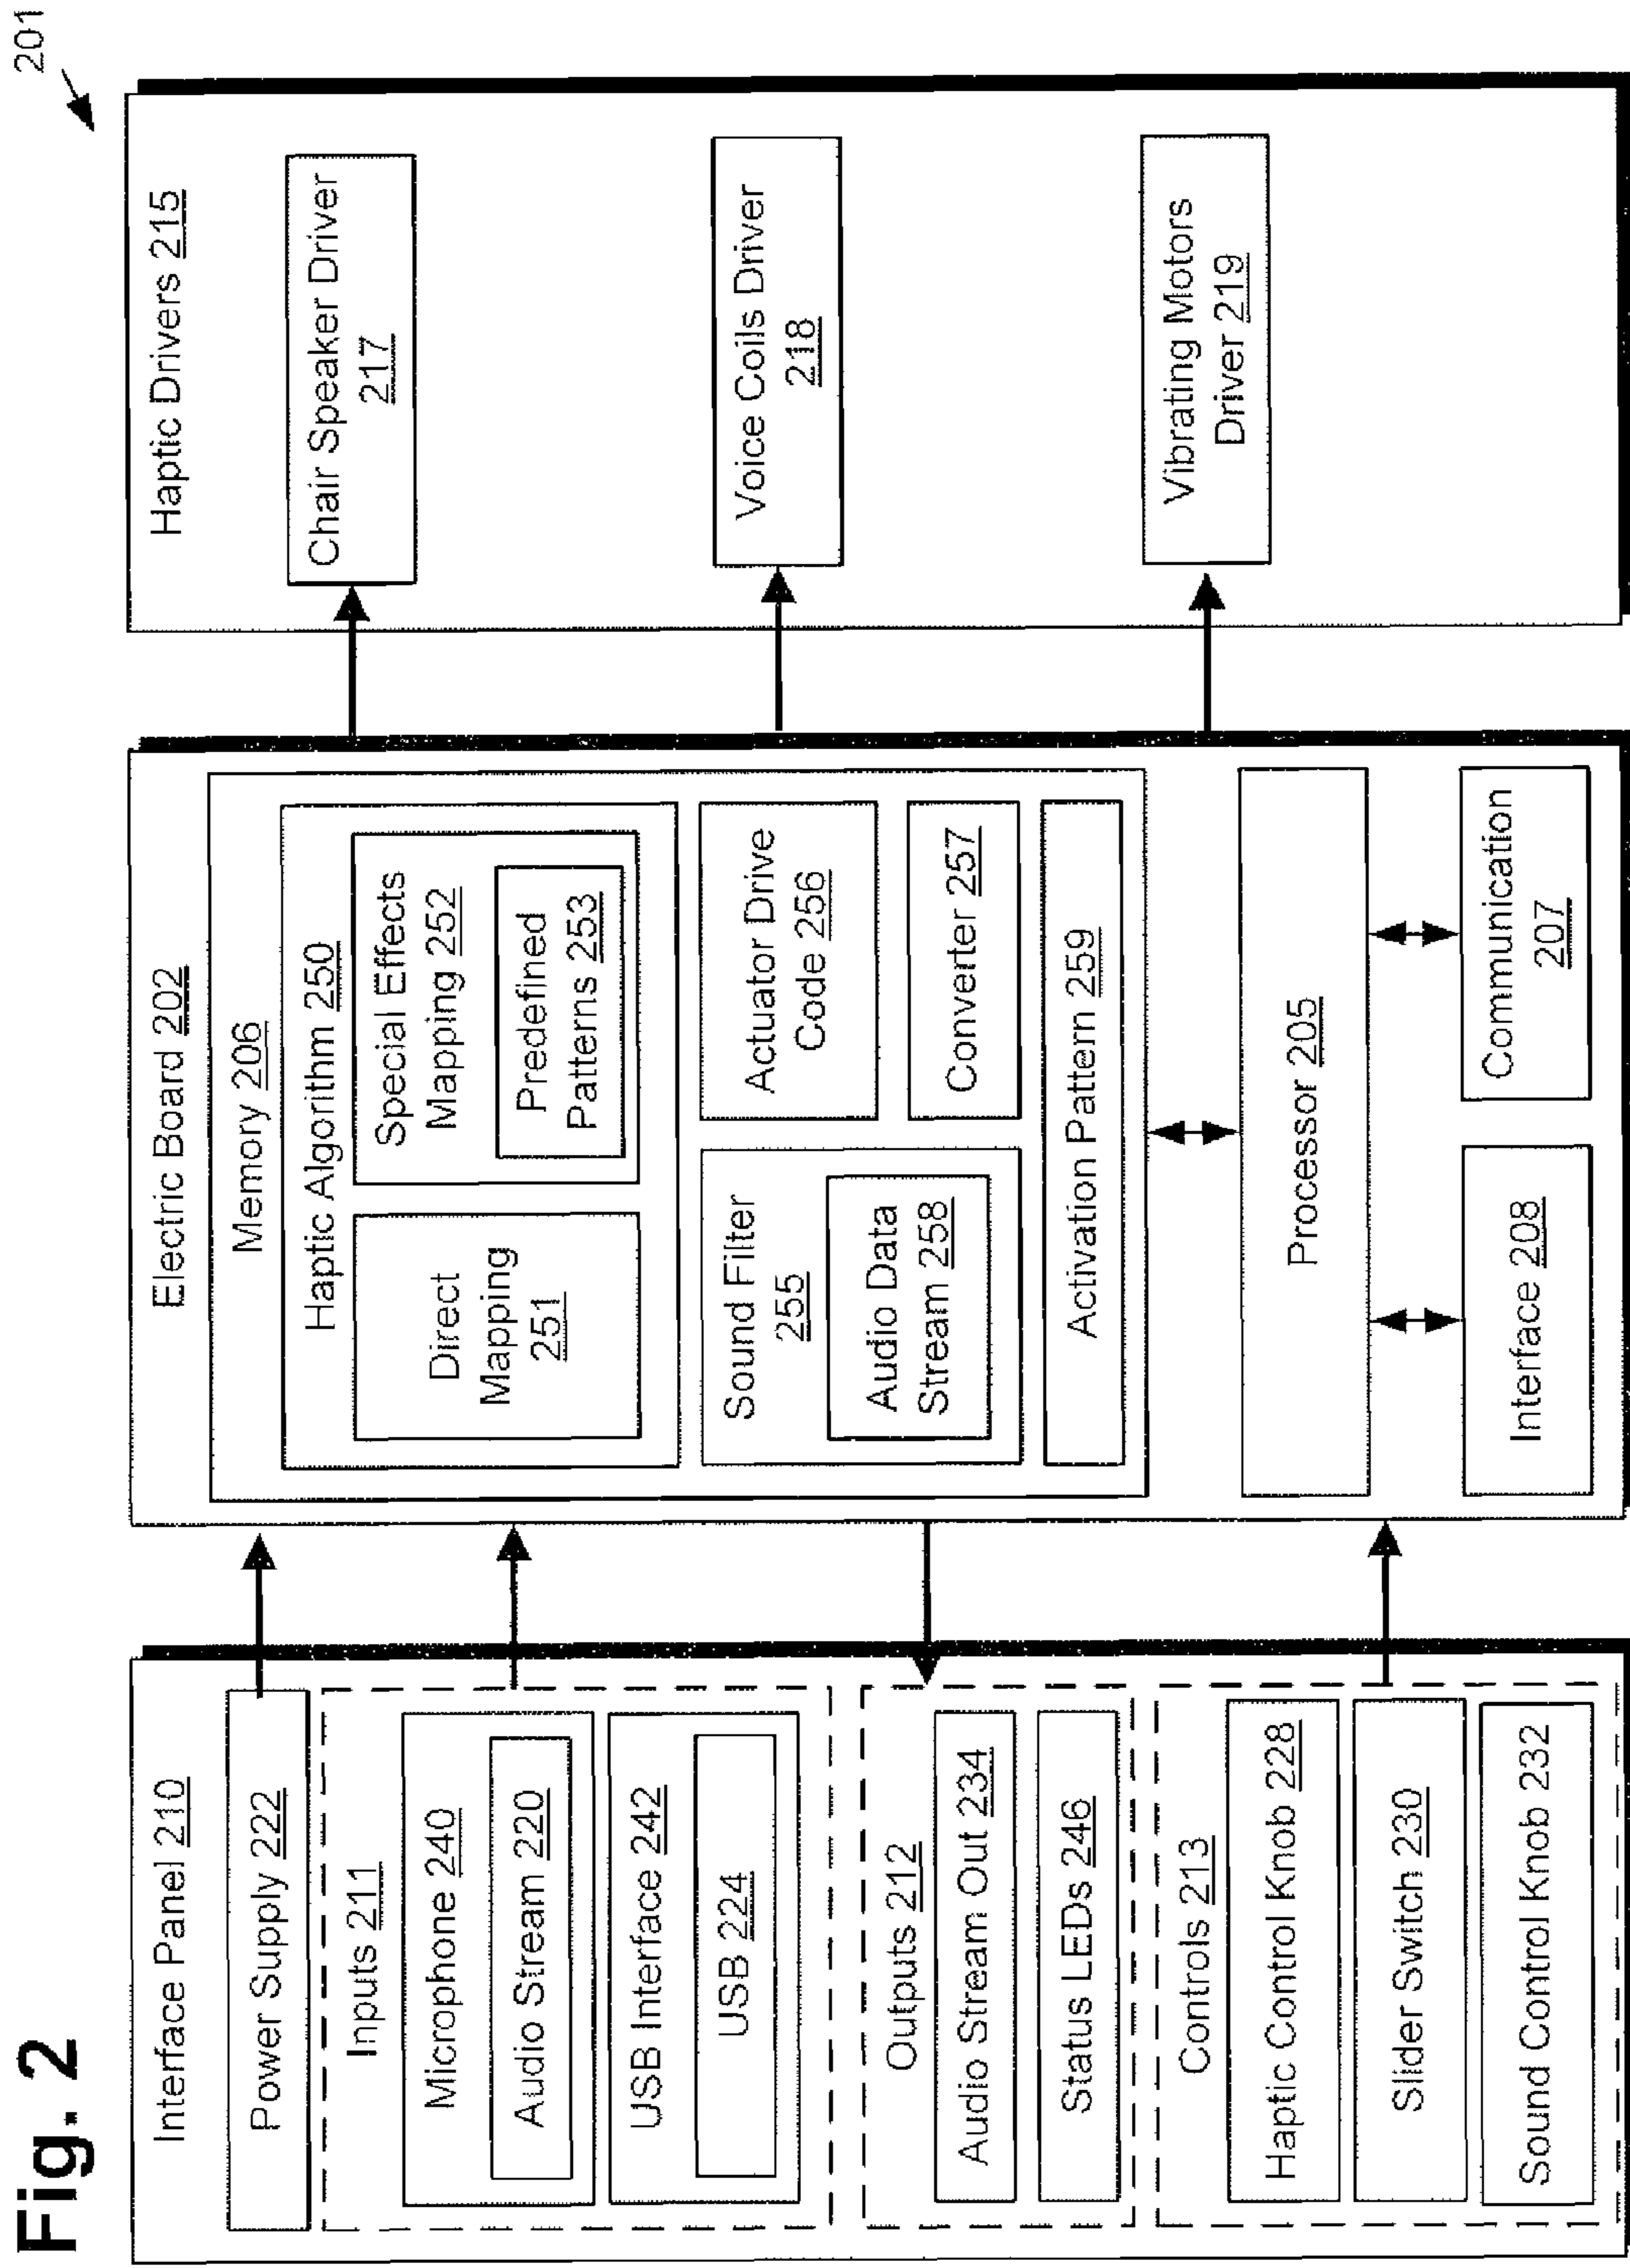 Fig. 2
201
Interface Panel 210
Power Supply 222
Inputs 211
Microphone 240
Audio Stream 220
USB Interface 242
USB 224
Outputs 212
Audio Stream Out 234
Status LEDs 246
Controls 213
Haptic Control Knob 228
Slider Switch 230
Sound Control Knob 232
Electric Board 202
Memory 206
Haptic Algorithm 250
Direct
Mapping
251
Special Effects
Mapping 252
Predefined
Patterns 253
Sound Filter
255
Audio Data
Stream 258
Actuator Drive
Code 256
Converter 257
Activation Pattern 259
Processor 205
Interface 208
Communication
207
Haptic Drivers 215
Chair Speaker Driver
217
Voice Coils Driver
218
Vibrating Motors
Driver 219